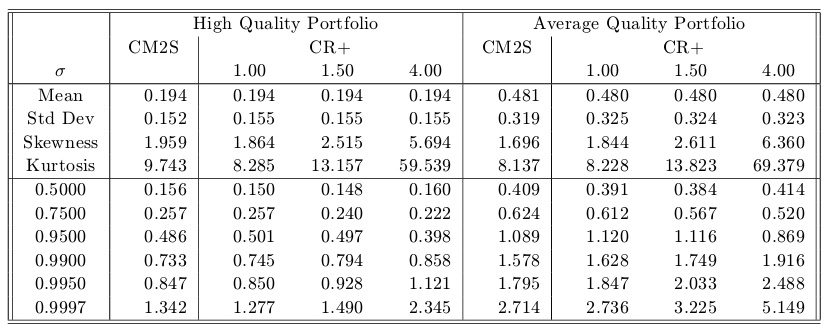 High Quality Portfolio Average Quality Portfolio
CM2S CR+ CM2S CR+
σ 1.00 1.50 4.00 1.00 1.50 4.00
Mean 0.194 0.194 0.194 0.194 0.481 0.480 0.480 0.480
Std Dev 0.152 0.155 0.155 0.155 0.319 0.325 0.324 0.323
Skewness 1.959 1.864 2.515 5.694 1.696 1.844 2.611 6.360
Kurtosis 9.743 8.285 13.157 59.539 8.137 8.228 13.823 69.379
0.5000 0.156 0.150 0.148 0.160 0.409 0.391 0.384 0.414
0.7500 0.257 0.257 0.240 0.222 0.624 0.612 0.567 0.520
0.9500 0.486 0.501 0.497 0.398 1.089 1.120 1.116 0.869
0.9900 0.733 0.745 0.794 0.858 1.578 1.628 1.749 1.916
0.9950 0.847 0.850 0.928 1.121 1.795 1.847 2.033 2.488
0.9997 1.342 1.277 1.490 2.345 2.714 2.736 3.225 5.149